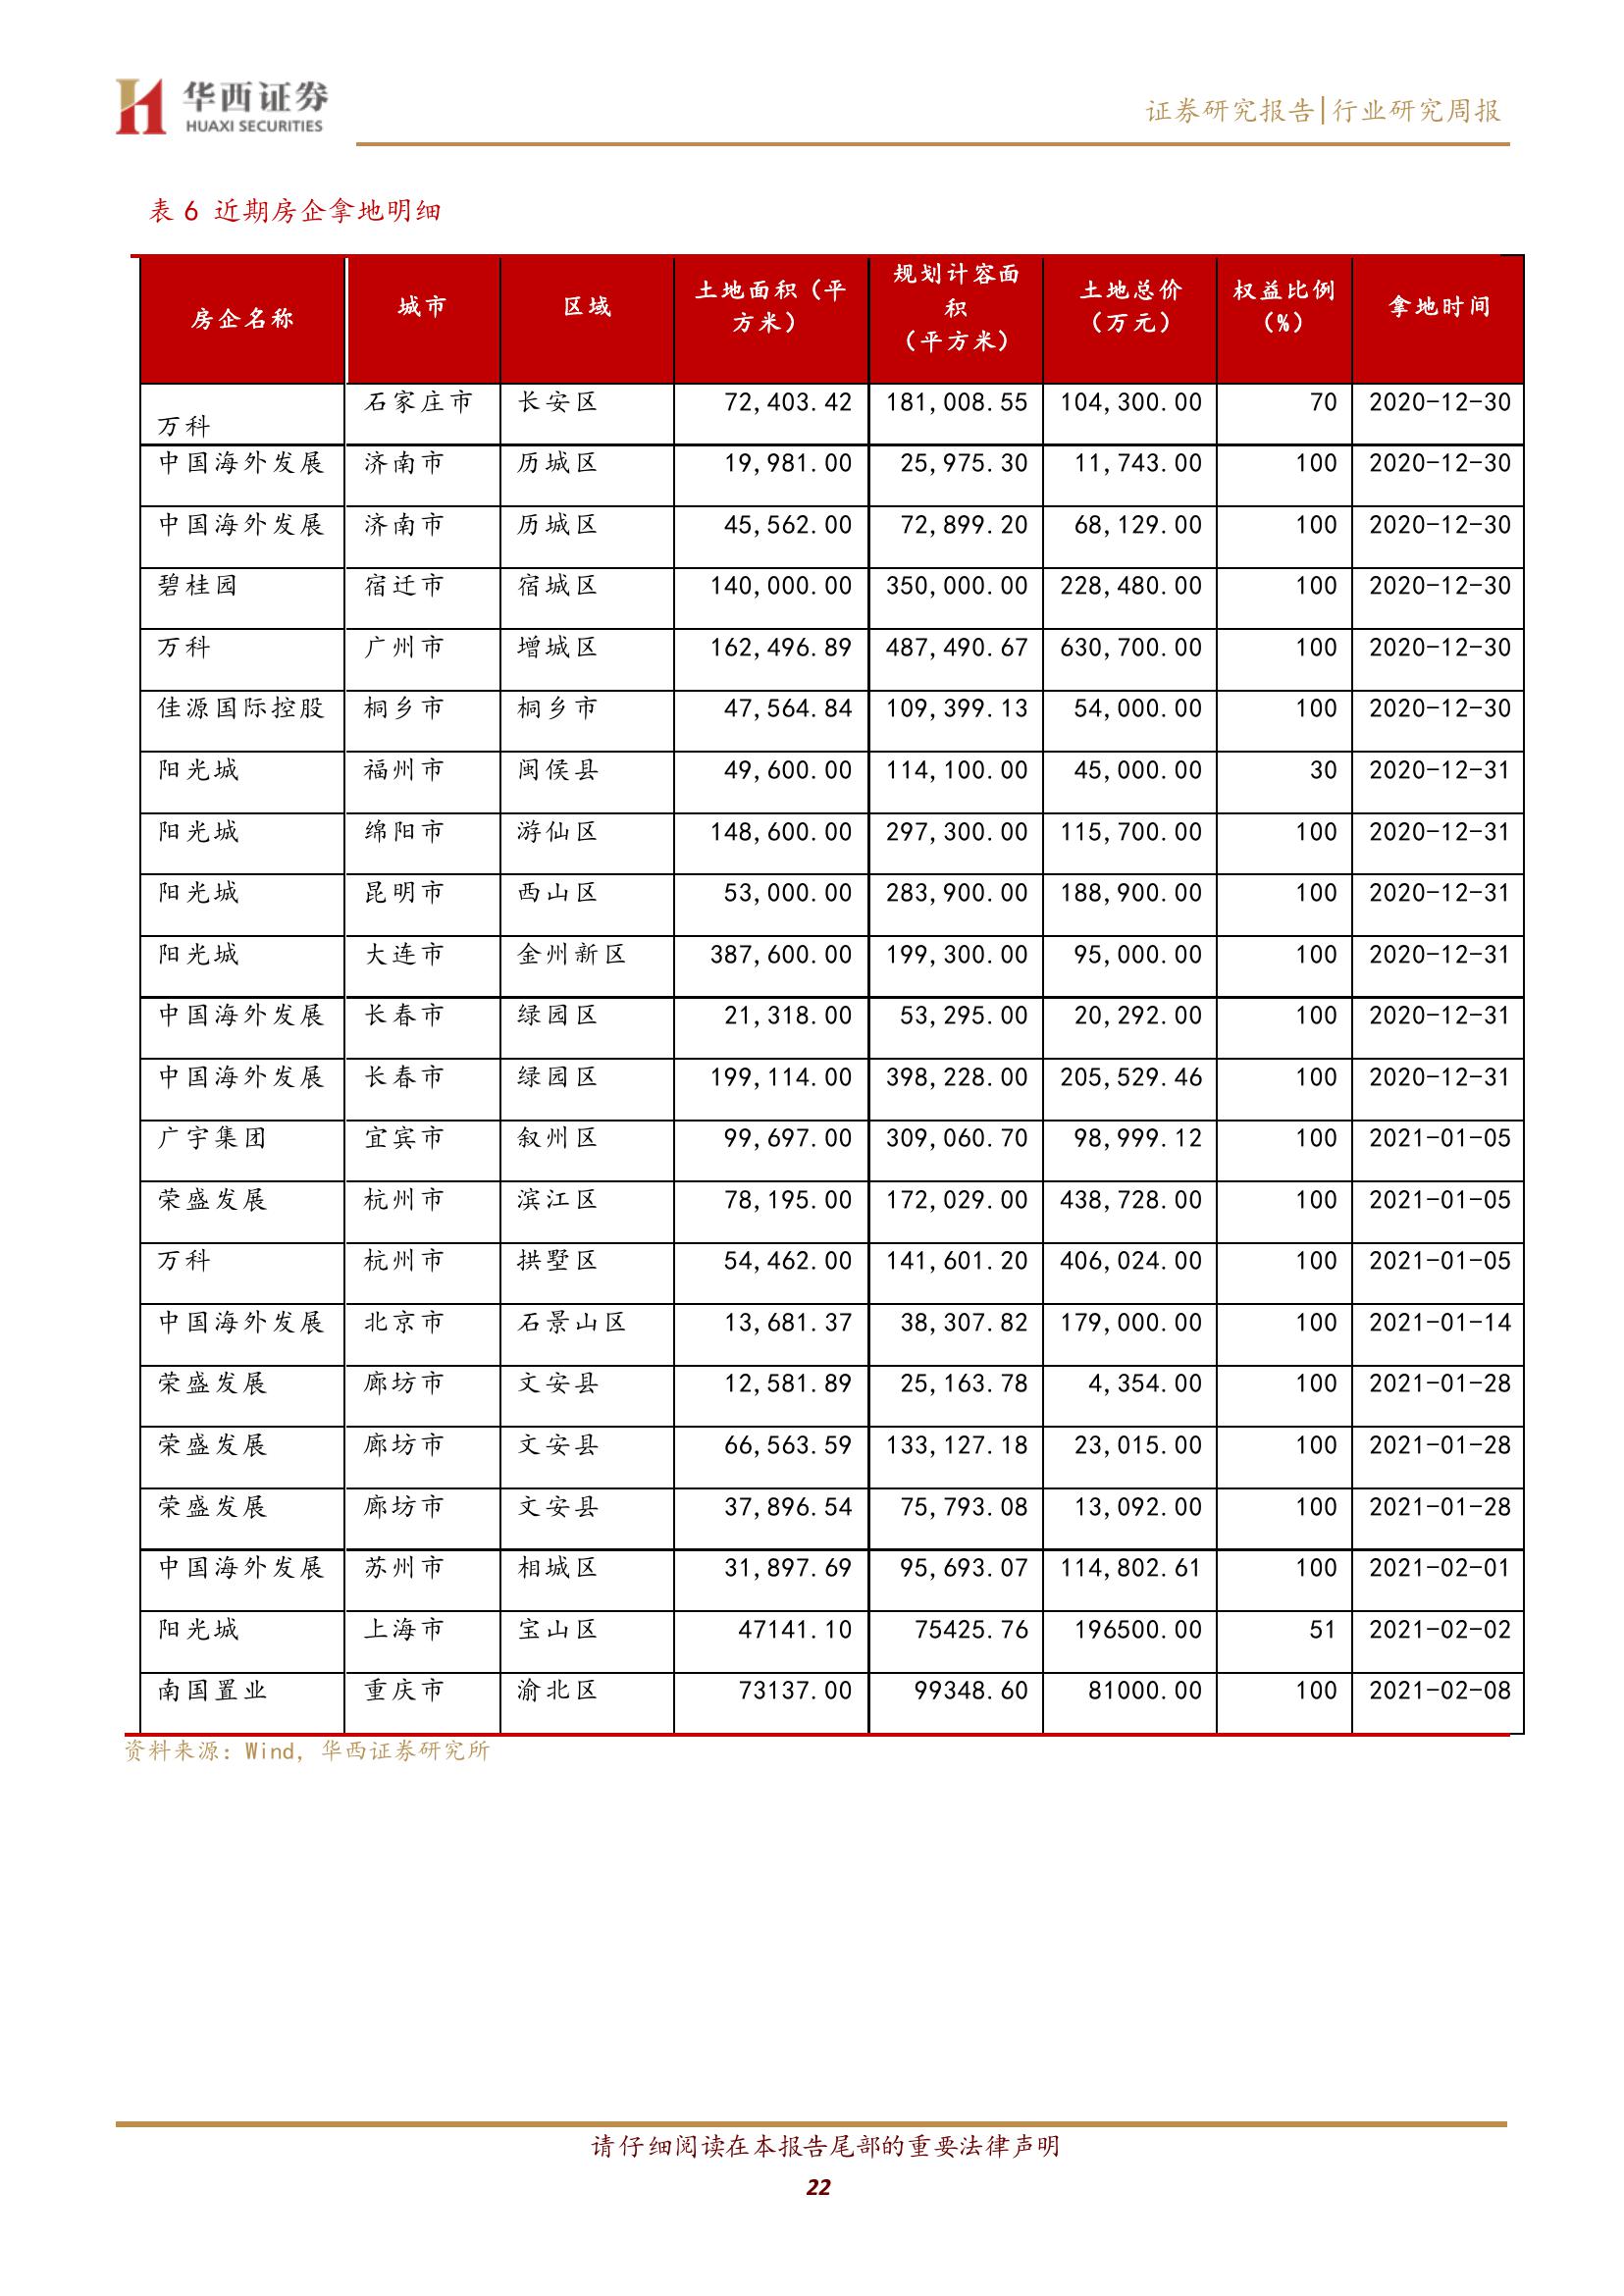 华西证券
HUAXI SECURITIES
证券研究报告|行业研究周报
表 6 近期房企拿地明细
房企名称 城市 区域 土地面积（平方米） 规划计容面积（平方米） 土地总价（万元） 权益比例（%） 拿地时间
万科 石家庄市 长安区 72,403.42 181,008.55 104,300.00 70 2020-12-30
中国海外发展 济南市 历城区 19,981.00 25,975.30 11,743.00 100 2020-12-30
中国海外发展 济南市 历城区 45,562.00 72,899.20 68,129.00 100 2020-12-30
碧桂园 宿迁市 宿城区 140,000.00 350,000.00 228,480.00 100 2020-12-30
万科 广州市 增城区 162,496.89 487,490.67 630,700.00 100 2020-12-30
佳源国际控股 桐乡市 桐乡市 47,564.84 109,399.13 54,000.00 100 2020-12-30
阳光城 福州市 闽侯县 49,600.00 114,100.00 45,000.00 30 2020-12-31
阳光城 绵阳市 游仙区 148,600.00 297,300.00 115,700.00 100 2020-12-31
阳光城 昆明市 西山区 53,000.00 283,900.00 188,900.00 100 2020-12-31
阳光城 大连市 金州新区 387,600.00 199,300.00 95,000.00 100 2020-12-31
中国海外发展 长春市 绿园区 21,318.00 53,295.00 20,292.00 100 2020-12-31
中国海外发展 长春市 绿园区 199,114.00 398,228.00 205,529.46 100 2020-12-31
广宇集团 宜宾市 叙州区 99,697.00 309,060.70 98,999.12 100 2021-01-05
荣盛发展 杭州市 滨江区 78,195.00 172,029.00 438,728.00 100 2021-01-05
万科 杭州市 拱墅区 54,462.00 141,601.20 406,024.00 100 2021-01-05
中国海外发展 北京市 石景山区 13,681.37 38,307.82 179,000.00 100 2021-01-14
荣盛发展 廊坊市 文安县 12,581.89 25,163.78 4,354.00 100 2021-01-28
荣盛发展 廊坊市 文安县 66,563.59 133,127.18 23,015.00 100 2021-01-28
荣盛发展 廊坊市 文安县 37,896.54 75,793.08 13,092.00 100 2021-01-28
中国海外发展 苏州市 相城区 31,897.69 95,693.07 114,802.61 100 2021-02-01
阳光城 上海市 宝山区 47141.10 75425.76 196500.00 51 2021-02-02
南国置业 重庆市 渝北区 73137.00 99348.60 81000.00 100 2021-02-08
资料来源：Wind，华西证券研究所
请仔细阅读在本报告尾部的重要法律声明
22